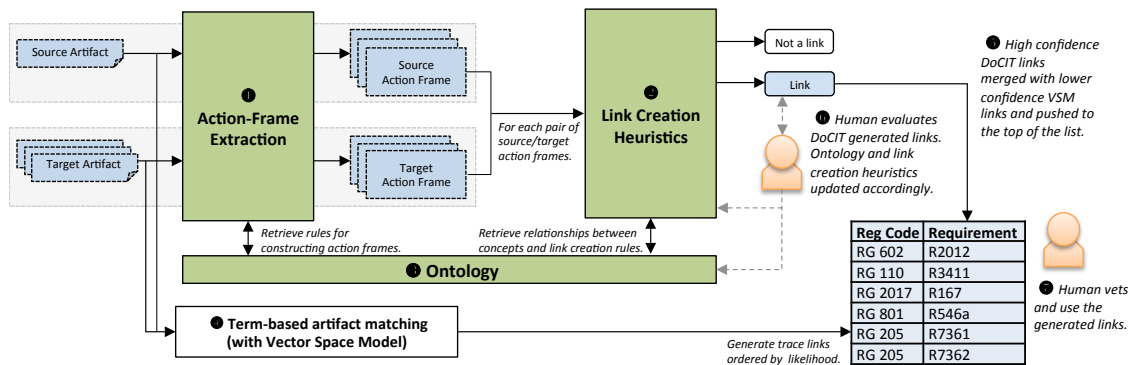 Source Artifact
Action-Frame
Extraction
Source
Action Frame
Target Artifact
Target
Action Frame
For each pair of
source/target
action frames.
Link Creation
Heuristics
Not a link
Link
Human evaluates
DoCIT generated links.
Ontology and link
creation heuristics
updated accordingly.
High confidence
DoCIT links
merged with lower
confidence VSM
links and pushed to
the top of the list.
Retrieve rules for
constructing action frames.
Retrieve relationships between
concepts and link creation rules.
Ontology
Term-based artifact matching
(with Vector Space Model)
Generate trace links
ordered by likelihood.
Reg Code Requirement
RG 602 R2012
RG 110 R3411
RG 2017 R167
RG 801 R546a
RG 205 R7361
RG 205 R7362
Human vets
and use the
generated links.